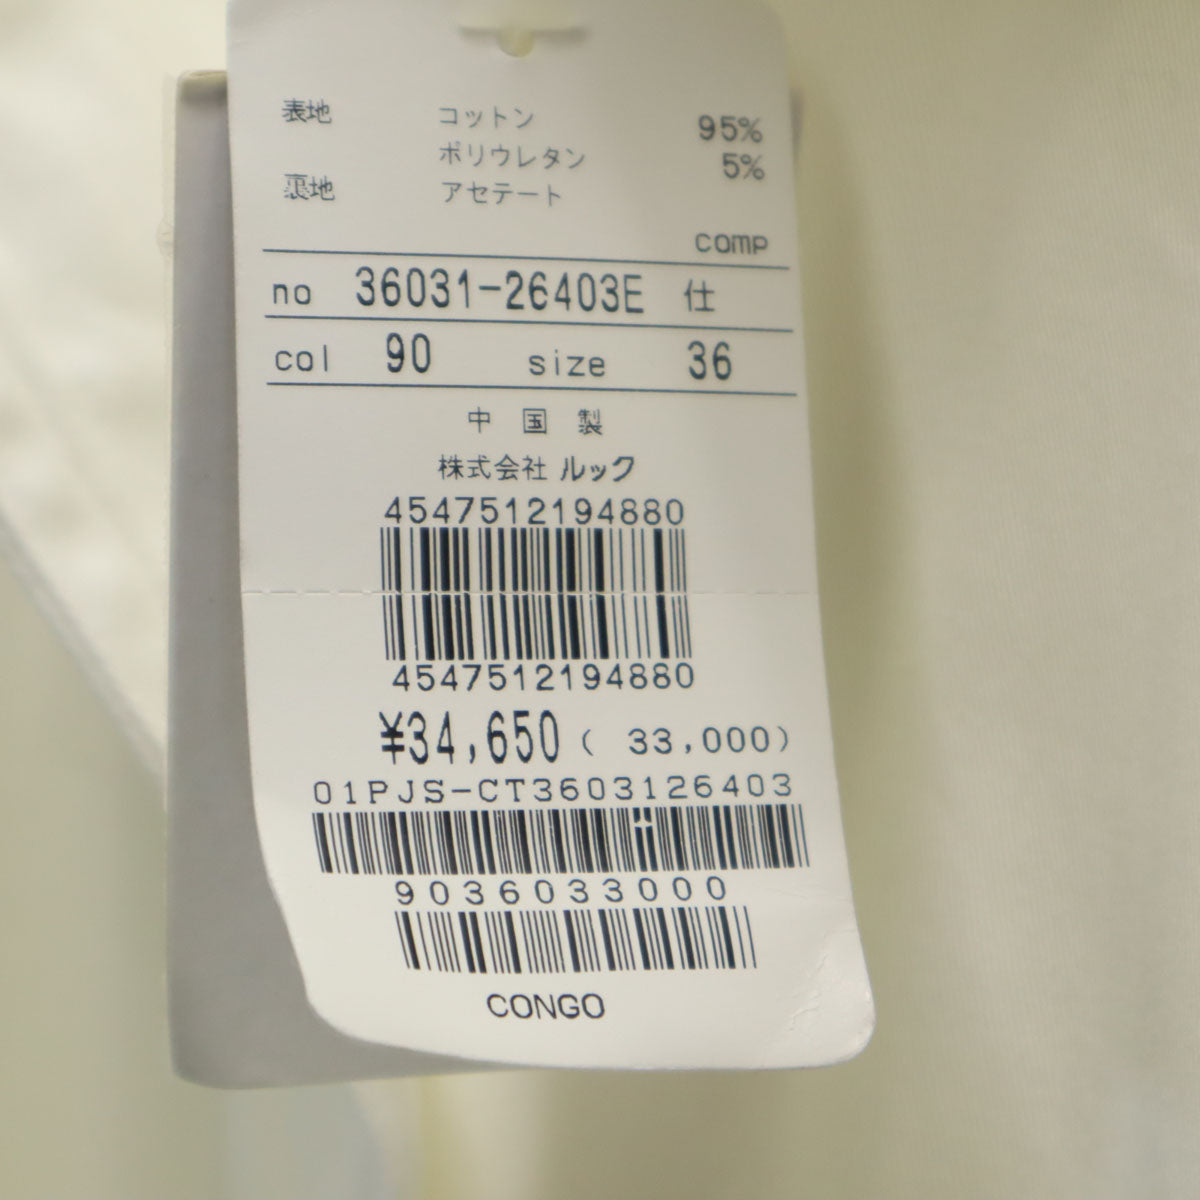 表地 コットン 95%
ポリウレタン 5%
裏地 アセテート
comp
no 36031-26403E 仕
col 90 size 36
中国製
株式会社 ルック
4547512194880
4547512194880
¥34,650 ( 33,000)
01PJS-CT3603126403
9036033000
CONGO